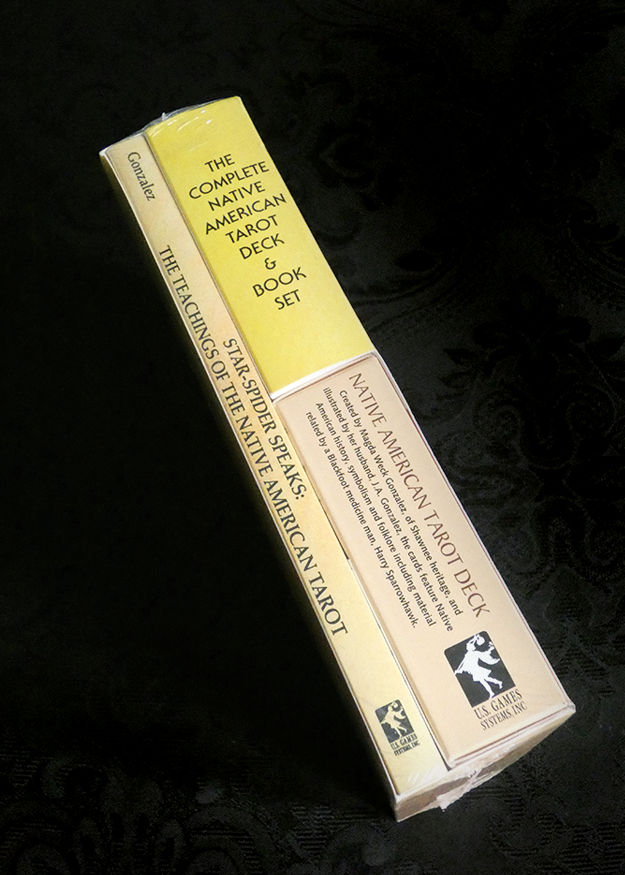 Gonzalez
STAR-SPIDER SPEAKS:
THE TEACHINGS OF THE NATIVE AMERICAN TAROT
U.S. GAMES
SYSTEMS, INC
THE
COMPLETE
NATIVE
AMERICAN
TAROT
DECK
&
BOOK
SET
NATIVE AMERICAN TAROT DECK
Created by Magda Weck Gonzalez, of Shawnee heritage, and
illustrated by her husband, J.A. Gonzalez, the cards feature Native
American history, symbolism and folklore including material
related by a Blackfoot medicine man, Harry Sparrowhawk.
U.S. GAMES
SYSTEMS, INC